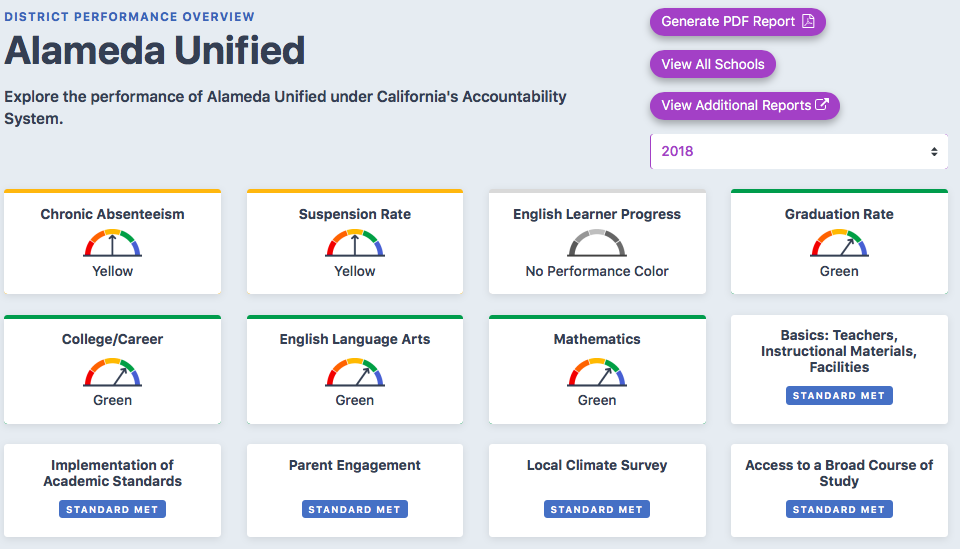 DISTRICT PERFORMANCE OVERVIEW
Alameda Unified
Explore the performance of Alameda Unified under California's Accountability
System.
Generate PDF Report
View All Schools
View Additional Reports
2018
Chronic Absenteeism
Yellow
Suspension Rate
Yellow
English Learner Progress
No Performance Color
Graduation Rate
Green
College/Career
Green
English Language Arts
Green
Mathematics
Green
Basics: Teachers,
Instructional Materials,
Facilities
STANDARD MET
Implementation of
Academic Standards
STANDARD MET
Parent Engagement
STANDARD MET
Local Climate Survey
STANDARD MET
Access to a Broad Course of
Study
STANDARD MET